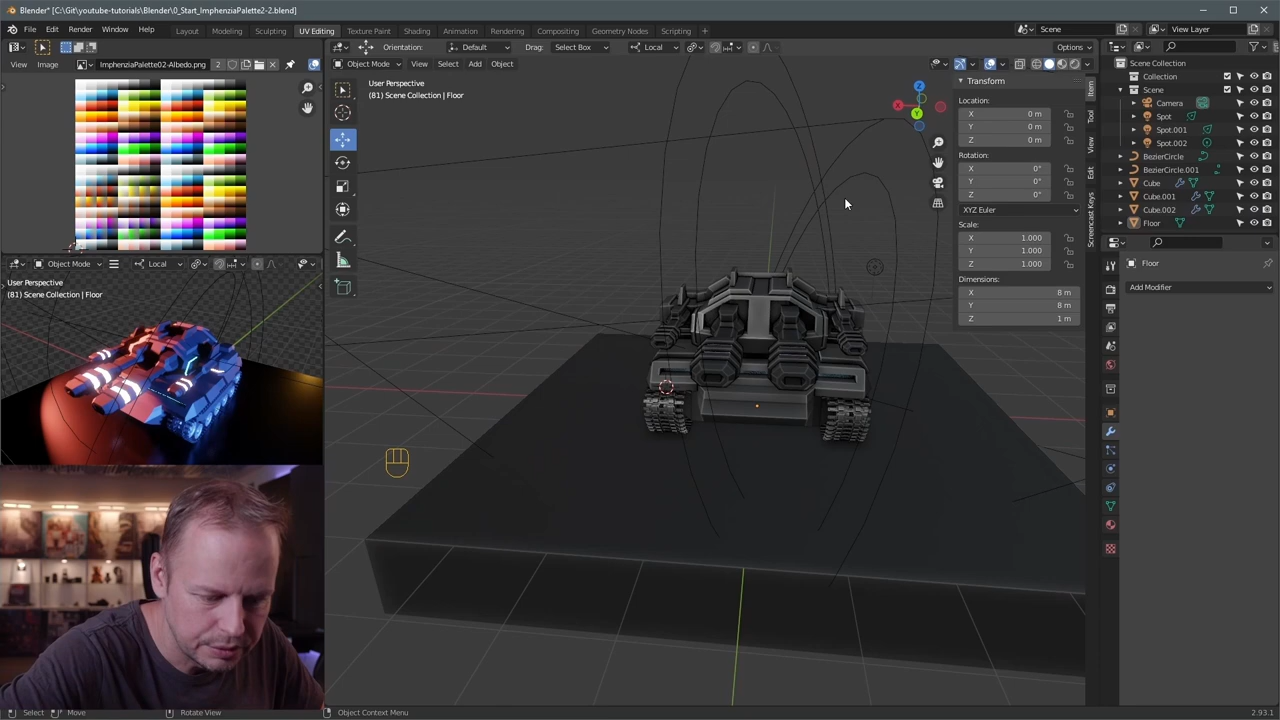 Blender* [C:\Git\youtube-tutorials\Blender\0_Start_ImphenziaPalette2-2.blend]
File Edit Render Window Help Layout Modeling Sculpting UV Editing Texture Paint Shading Animation Rendering Compositing Geometry Nodes Scripting + Scene View Layer
View Image ImphenziaPalette02-Albedo.png 2
Orientation: Default Drag: Select Box Local Options
Object Mode View Select Add Object
User Perspective
(81) Scene Collection | Floor
Z
X
Y
Transform
Location:
X 0 m
Y 0 m
Z 0 m
Rotation:
X 0°
Y 0°
Z 0°
XYZ Euler
Scale:
X 1.000
Y 1.000
Z 1.000
Dimensions:
X 8 m
Y 8 m
Z 1 m
Item
Tool
View
Edit
Screencast Keys
Scene Collection
Collection
Scene
Camera
Spot
Spot.001
Spot.002
BezierCircle
BezierCircle.001
Cube
Cube.001
Cube.002
Floor
Floor
Add Modifier
Object Mode Local
User Perspective
(81) Scene Collection | Floor
Select Move Rotate View Object Context Menu 2.93.1